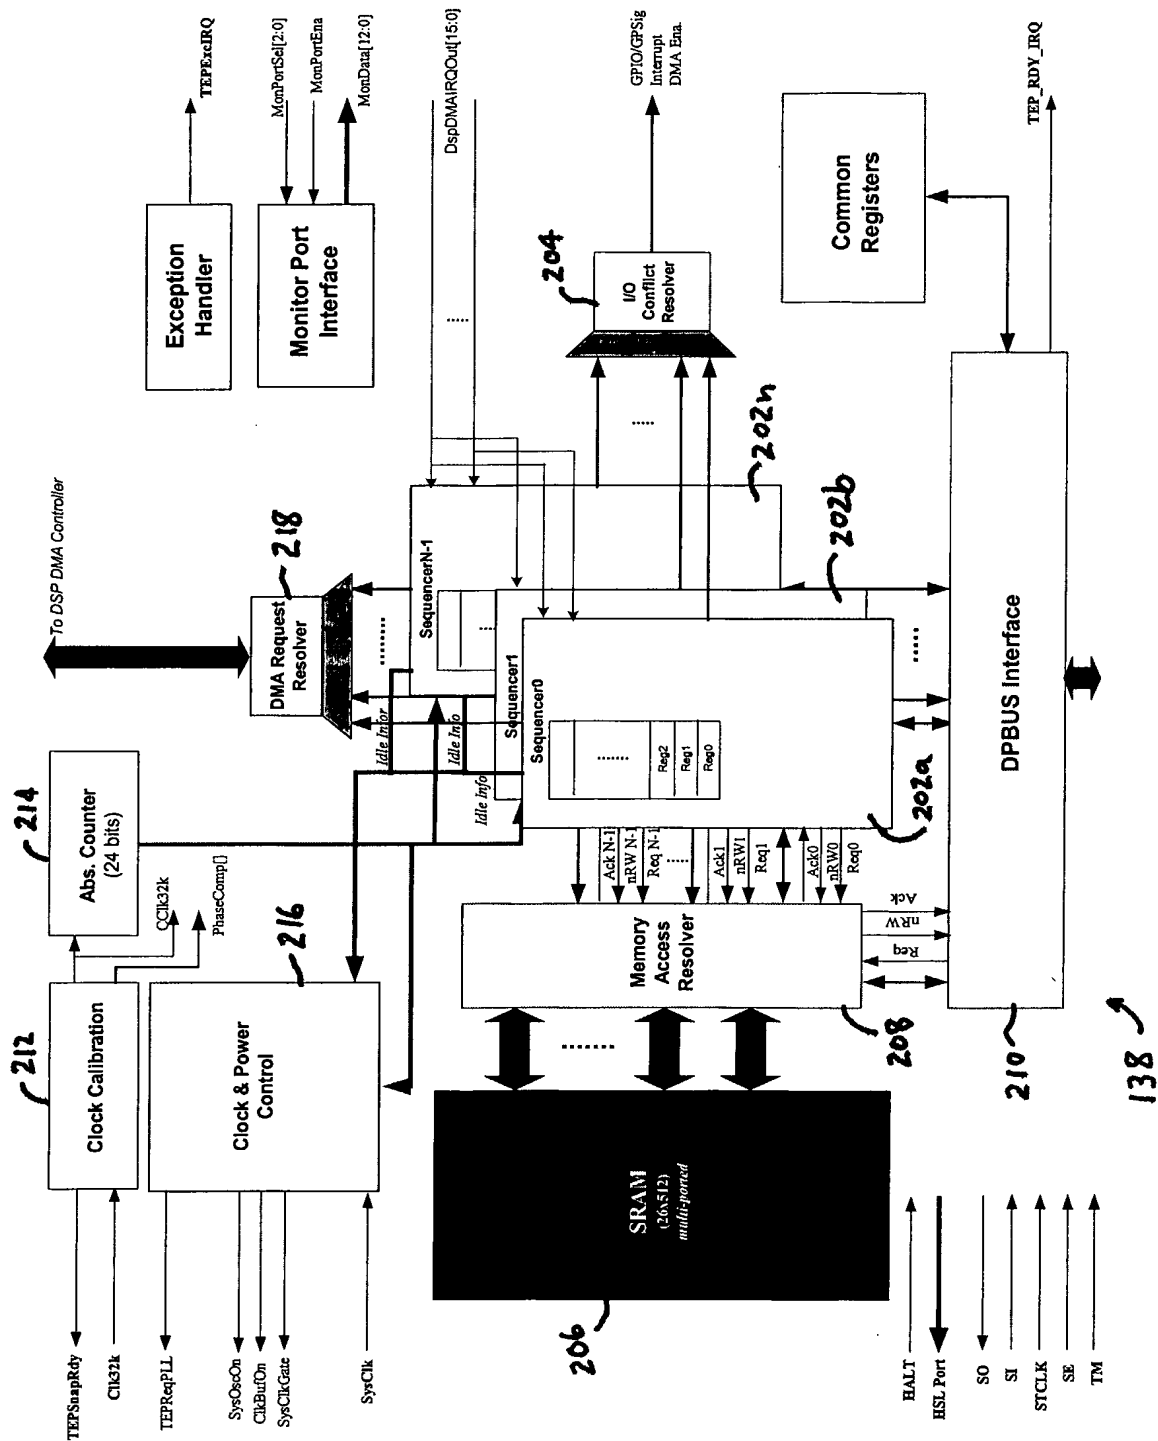 TEPSnapRdy
Clk32k
TEPReqPLL
SysOscOn
ClkBufOn
SysClkGate
SysClk
212
Clock Calibration
Clock & Power
Control
216
CClk32k
PhaseComp[]
214
Abs. Counter
(24 bits)
To DSP DMA Controller
DMA Request
Resolver
218
Exception
Handler
TEPExcIRQ
Monitor Port
Interface
MonPortSel[2:0]
MonPortEna
MonData[12:0]
DspDMAIRQOut[15:0]
Idle Infor
Idle Info
Idle Info
SequencerN-1
Sequencer1
Sequencer0
Reg2
Reg1
Reg0
202n
202b
202a
204
I/O
Conflict
Resolver
GPIO/GPSig
Interrupt
DMA Ena.
206
SRAM
(26x512)
multi-ported
Memory
Access
Resolver
208
Ack N-1
nRW N-1
Req N-1
Ack1
nRW1
Req1
Ack0
nRW0
Req0
Ack
nRW
Req
Common
Registers
DPBUS Interface
210
TEP_RDY_IRQ
HALT
HSL Port
SO
SI
STCLK
SE
TM
138